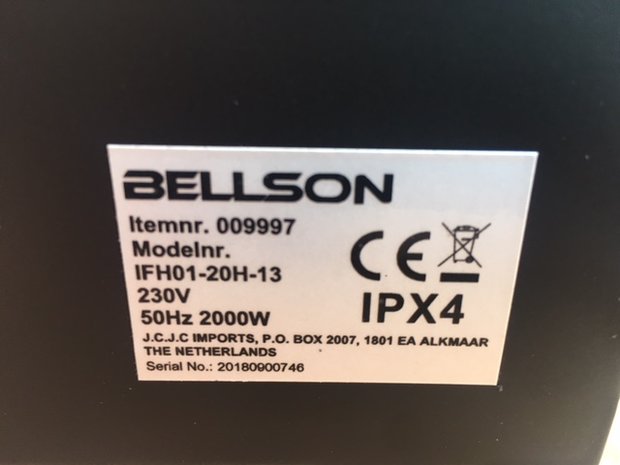 BELLSON
Itemnr. 009997
Modelnr.
IFH01-20H-13
230V
50Hz 2000W
CE
IPX4
J.C.J.C IMPORTS, P.O. BOX 2007, 1801 EA ALKMAAR
THE NETHERLANDS
Serial No.: 20180900746